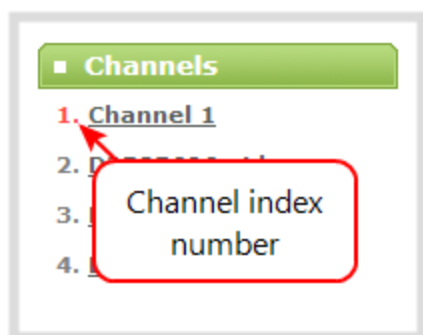 Channels
1. Channel 1
2.
Channel index
number
3.
4.